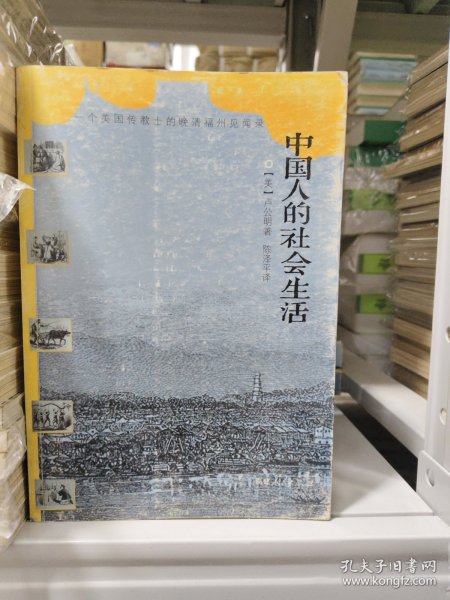 一个美国传教士的晚清福州见闻录
中国人的社会生活
【美】卢公明著 陈泽平译
孔夫子旧书网
www.kongfz.com